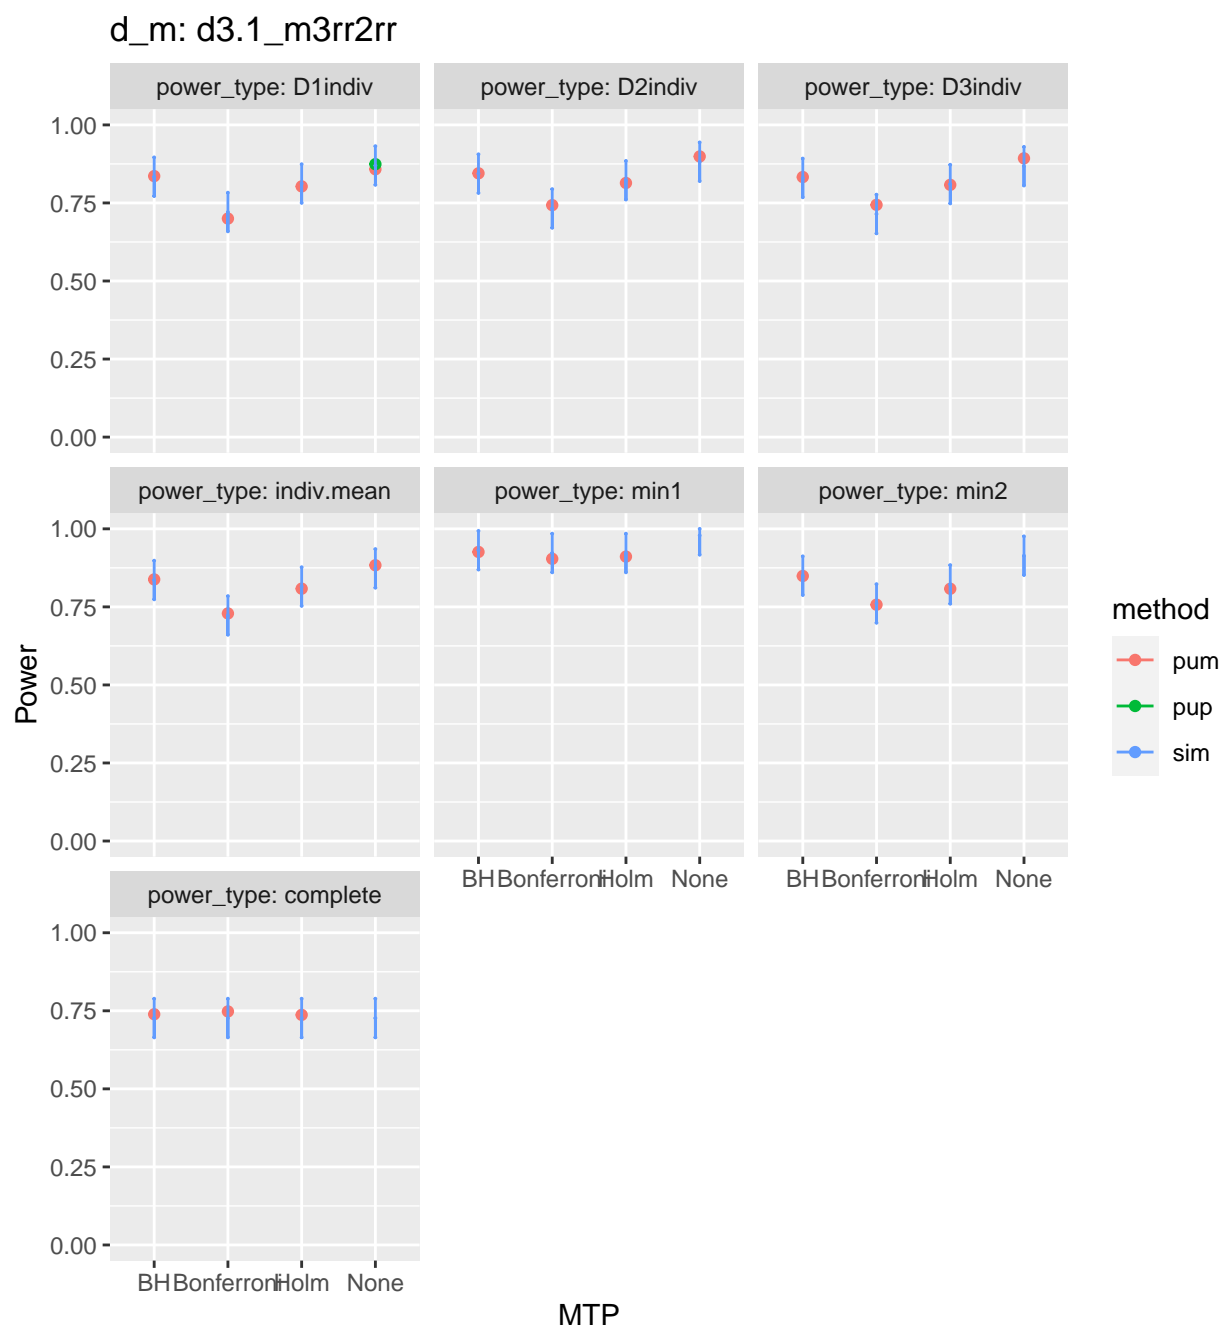 d_m: d3.1_m3rr2rr
power_type: D1indiv
power_type: D2indiv
power_type: D3indiv
1.00
0.75
0.50
0.25
0.00
power_type: indiv.mean
power_type: min1
power_type: min2
1.00
0.75
0.50
0.25
0.00
BH Bonferroni Holm None
BH Bonferroni Holm None
power_type: complete
1.00
0.75
0.50
0.25
0.00
BH Bonferroni Holm None
MTP
Power
method
pum
pup
sim